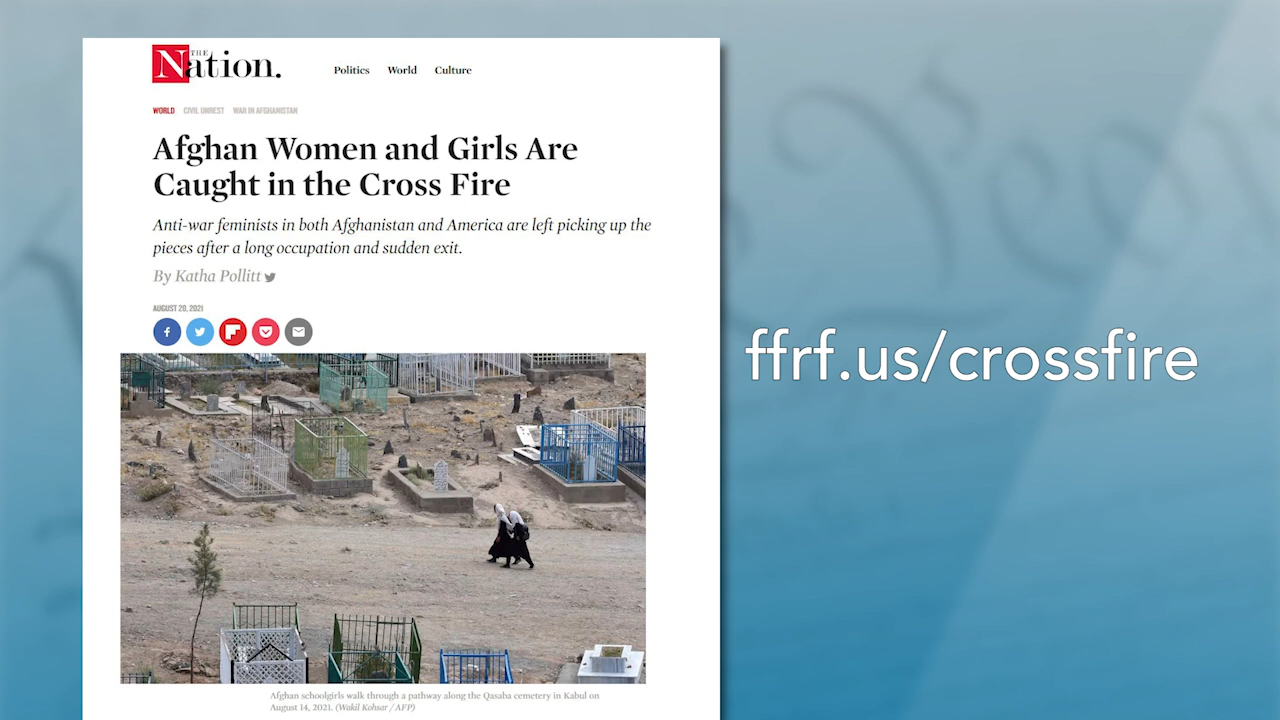 THE
Nation.
Politics World Culture
WORLD CIVIL UNREST WAR IN AFGHANISTAN
Afghan Women and Girls Are
Caught in the Cross Fire
Anti-war feminists in both Afghanistan and America are left picking up the
pieces after a long occupation and sudden exit.
By Katha Pollitt
AUGUST 20, 2021
ffrf.us/crossfire
Afghan schoolgirls walk through a pathway along the Qasaba cemetery in Kabul on
August 14, 2021. (Wakil Kohsar / AFP)